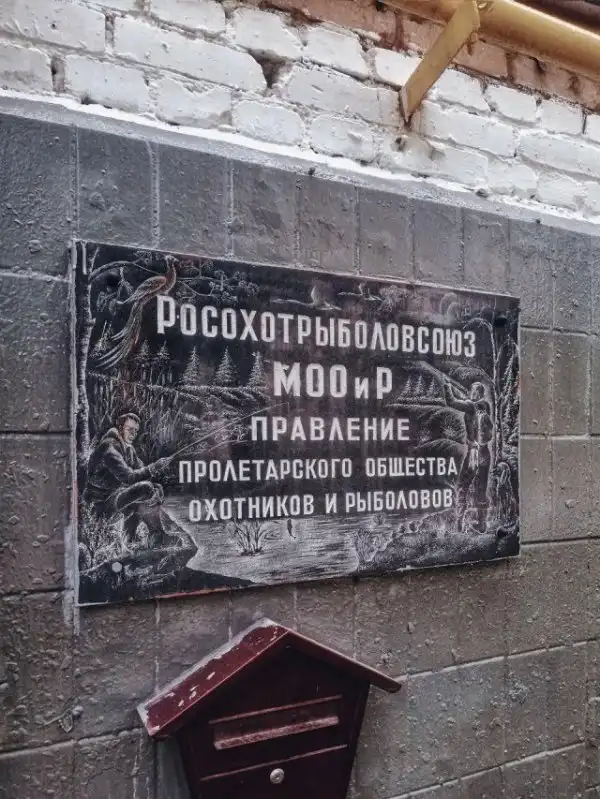 РОСОХОТРЫБОЛОВСОЮЗ
МООиР
ПРАВЛЕНИЕ
ПРОЛЕТАРСКОГО ОБЩЕСТВА
ОХОТНИКОВ И РЫБОЛОВОВ